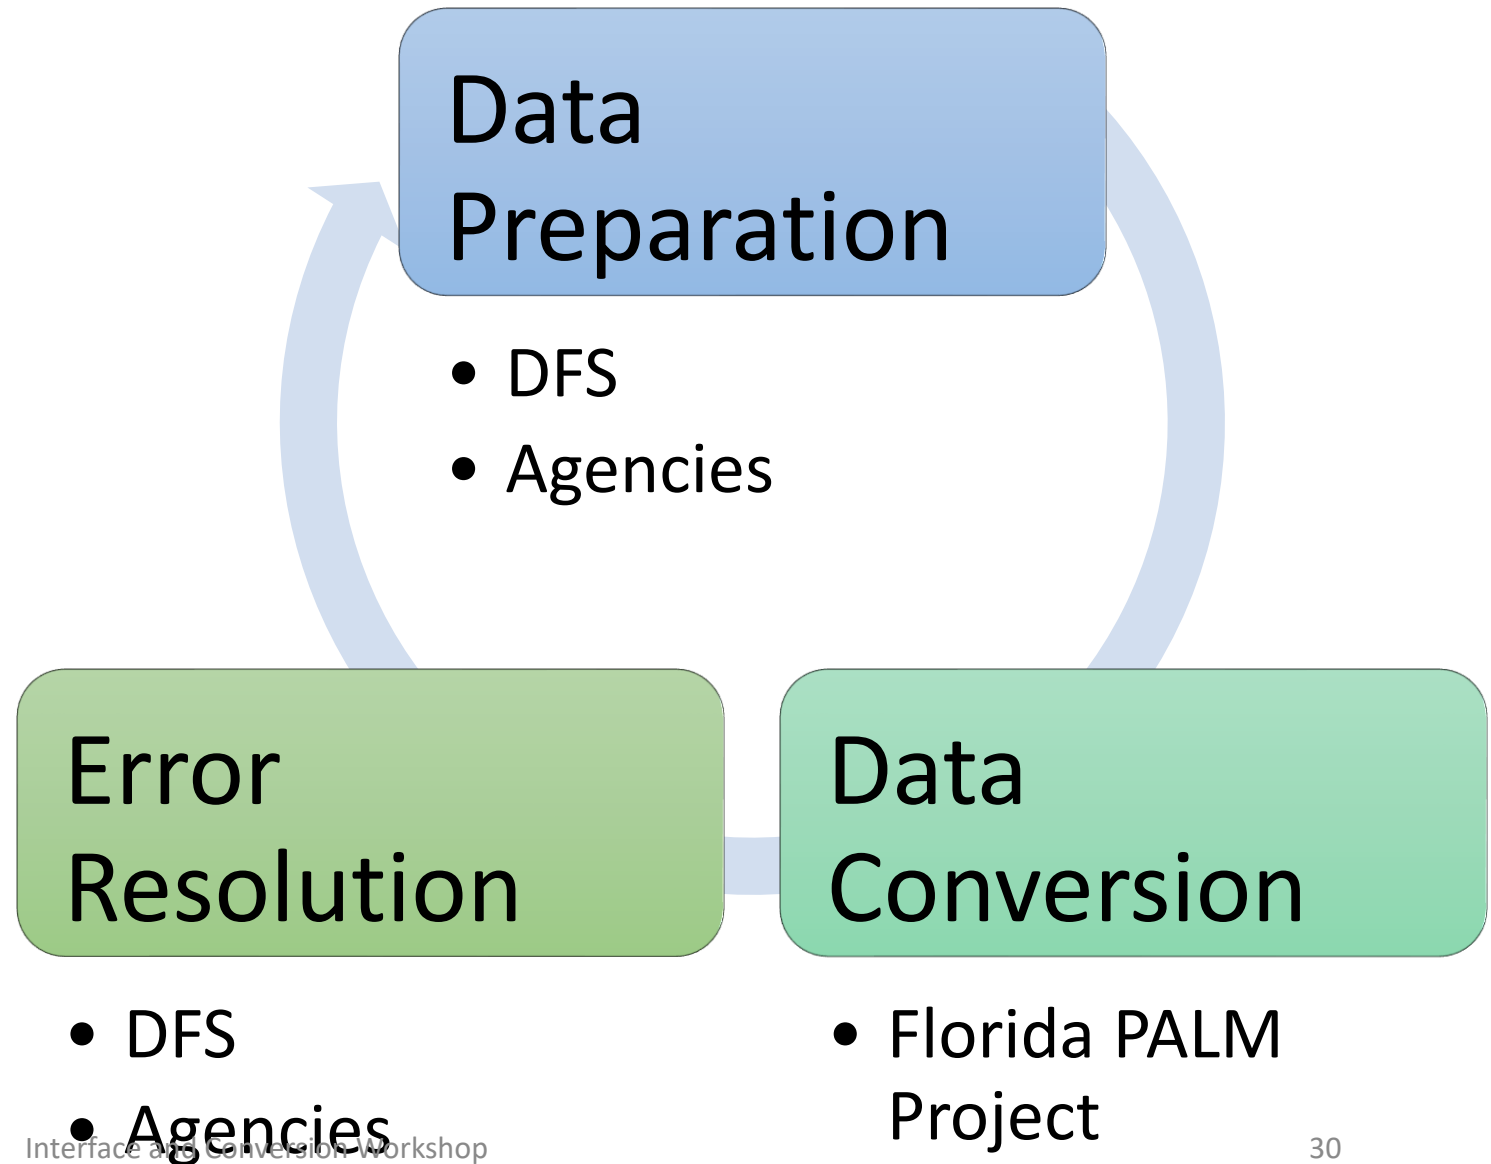 Data
Preparation
• DFS
• Agencies
Error
Resolution
• DFS
• Agencies
Data
Conversion
• Florida PALM
Project
Interface and Conversion Workshop
30